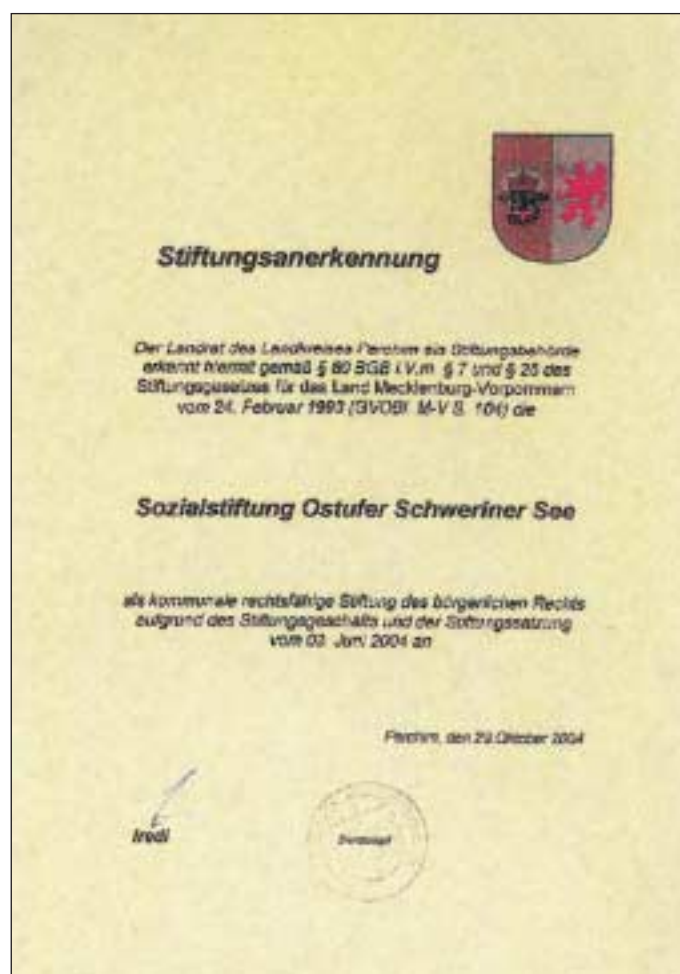 Stiftungsanerkennung
Der Landrat des Landkreises Parchim als Stiftungsbehörde
erkennt hiermit gemäß § 80 BGB i.V.m. § 7 und § 25 des
Stiftungsgesetzes für das Land Mecklenburg-Vorpommern
vom 24. Februar 1993 (GVOBl. M-V S. 104) die
Sozialstiftung Ostufer Schweriner See
als kommunale rechtsfähige Stiftung des bürgerlichen Rechts
aufgrund des Stiftungsgeschäfts und der Stiftungssatzung
vom 03. Juni 2004 an
Parchim, den 29.Oktober 2004
Iredi